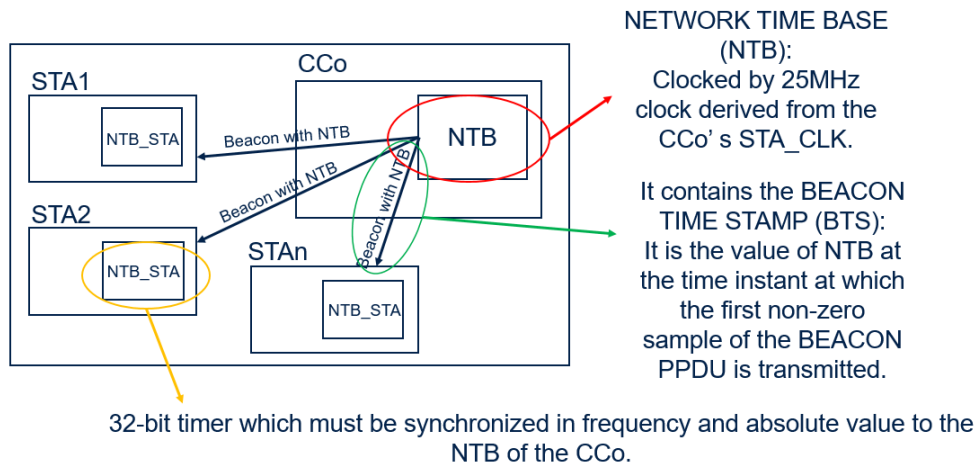 NETWORK TIME BASE
(NTB):
Clocked by 25MHz
clock derived from the
CCo' s STA_CLK.
CCo
STA1
NTB_STA
Beacon with NTB
NTB
Beacon with NTB
Beacon with NTB
STA2
NTB_STA
STAn
NTB_STA
It contains the BEACON
TIME STAMP (BTS):
It is the value of NTB at
the time instant at which
the first non-zero
sample of the BEACON
PPDU is transmitted.
32-bit timer which must be synchronized in frequency and absolute value to the
NTB of the CCo.